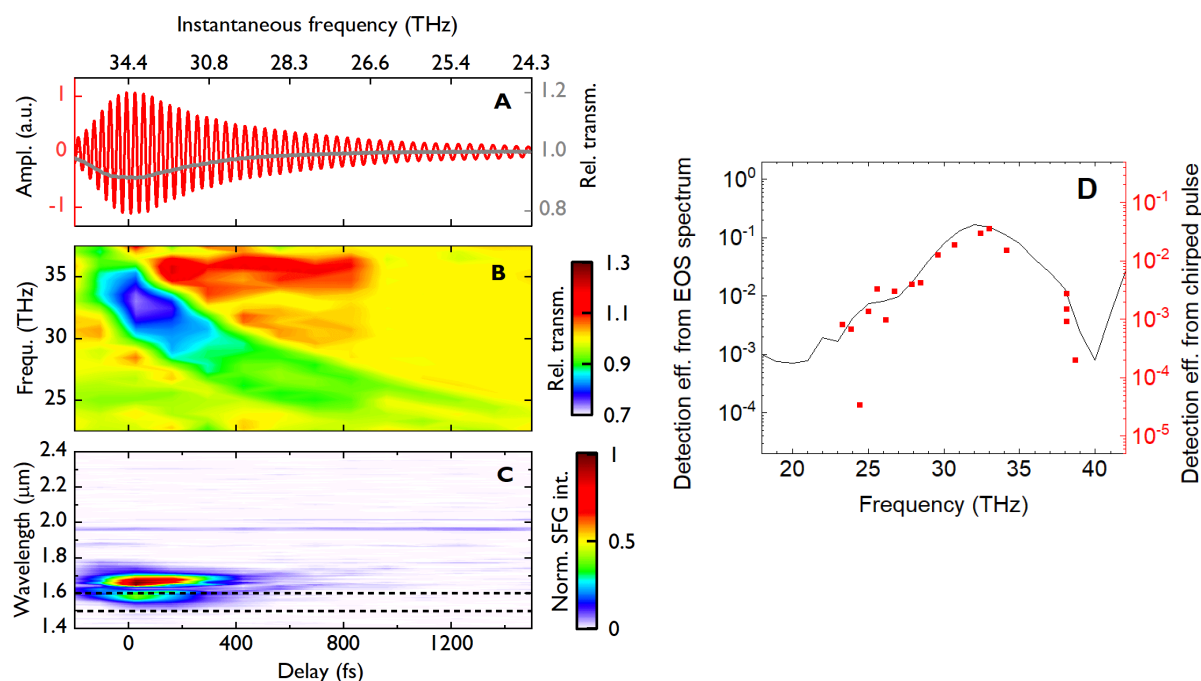 Instantaneous frequency (THz)
34.4 30.8 28.3 26.6 25.4 24.3
Ampl. (a.u.)
1
0
-1
A
1.2
1.0
0.8
Rel. transm.
Frequ. (THz)
35
30
25
B
1.3
1.1
0.9
0.7
Rel. transm.
Wavelength (μm)
2.4
2.2
2.0
1.8
1.6
1.4
C
1
0.5
0
Norm. SFG int.
0 400 800 1200
Delay (fs)
Detection eff. from EOS spectrum
10⁰
10⁻¹
10⁻²
10⁻³
10⁻⁴
D
10⁻¹
10⁻²
10⁻³
10⁻⁴
10⁻⁵
Detection eff. from chirped pulse
20 25 30 35 40
Frequency (THz)